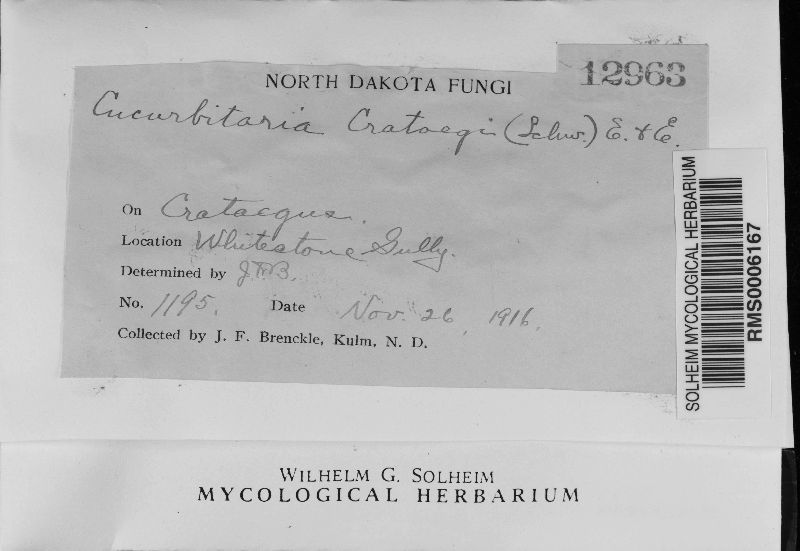 12963
NORTH DAKOTA FUNGI
Cucurbitaria Crataegi (Schw.) E. & E.
On Crataegus.
Location Whitestone Gully.
Determined by J.F.B.
No. 1195. Date Nov. 26, 1916.
Collected by J. F. Brenckle, Kulm, N. D.
SOLHEIM MYCOLOGICAL HERBARIUM
RMS0006167
WILHELM G. SOLHEIM
MYCOLOGICAL HERBARIUM